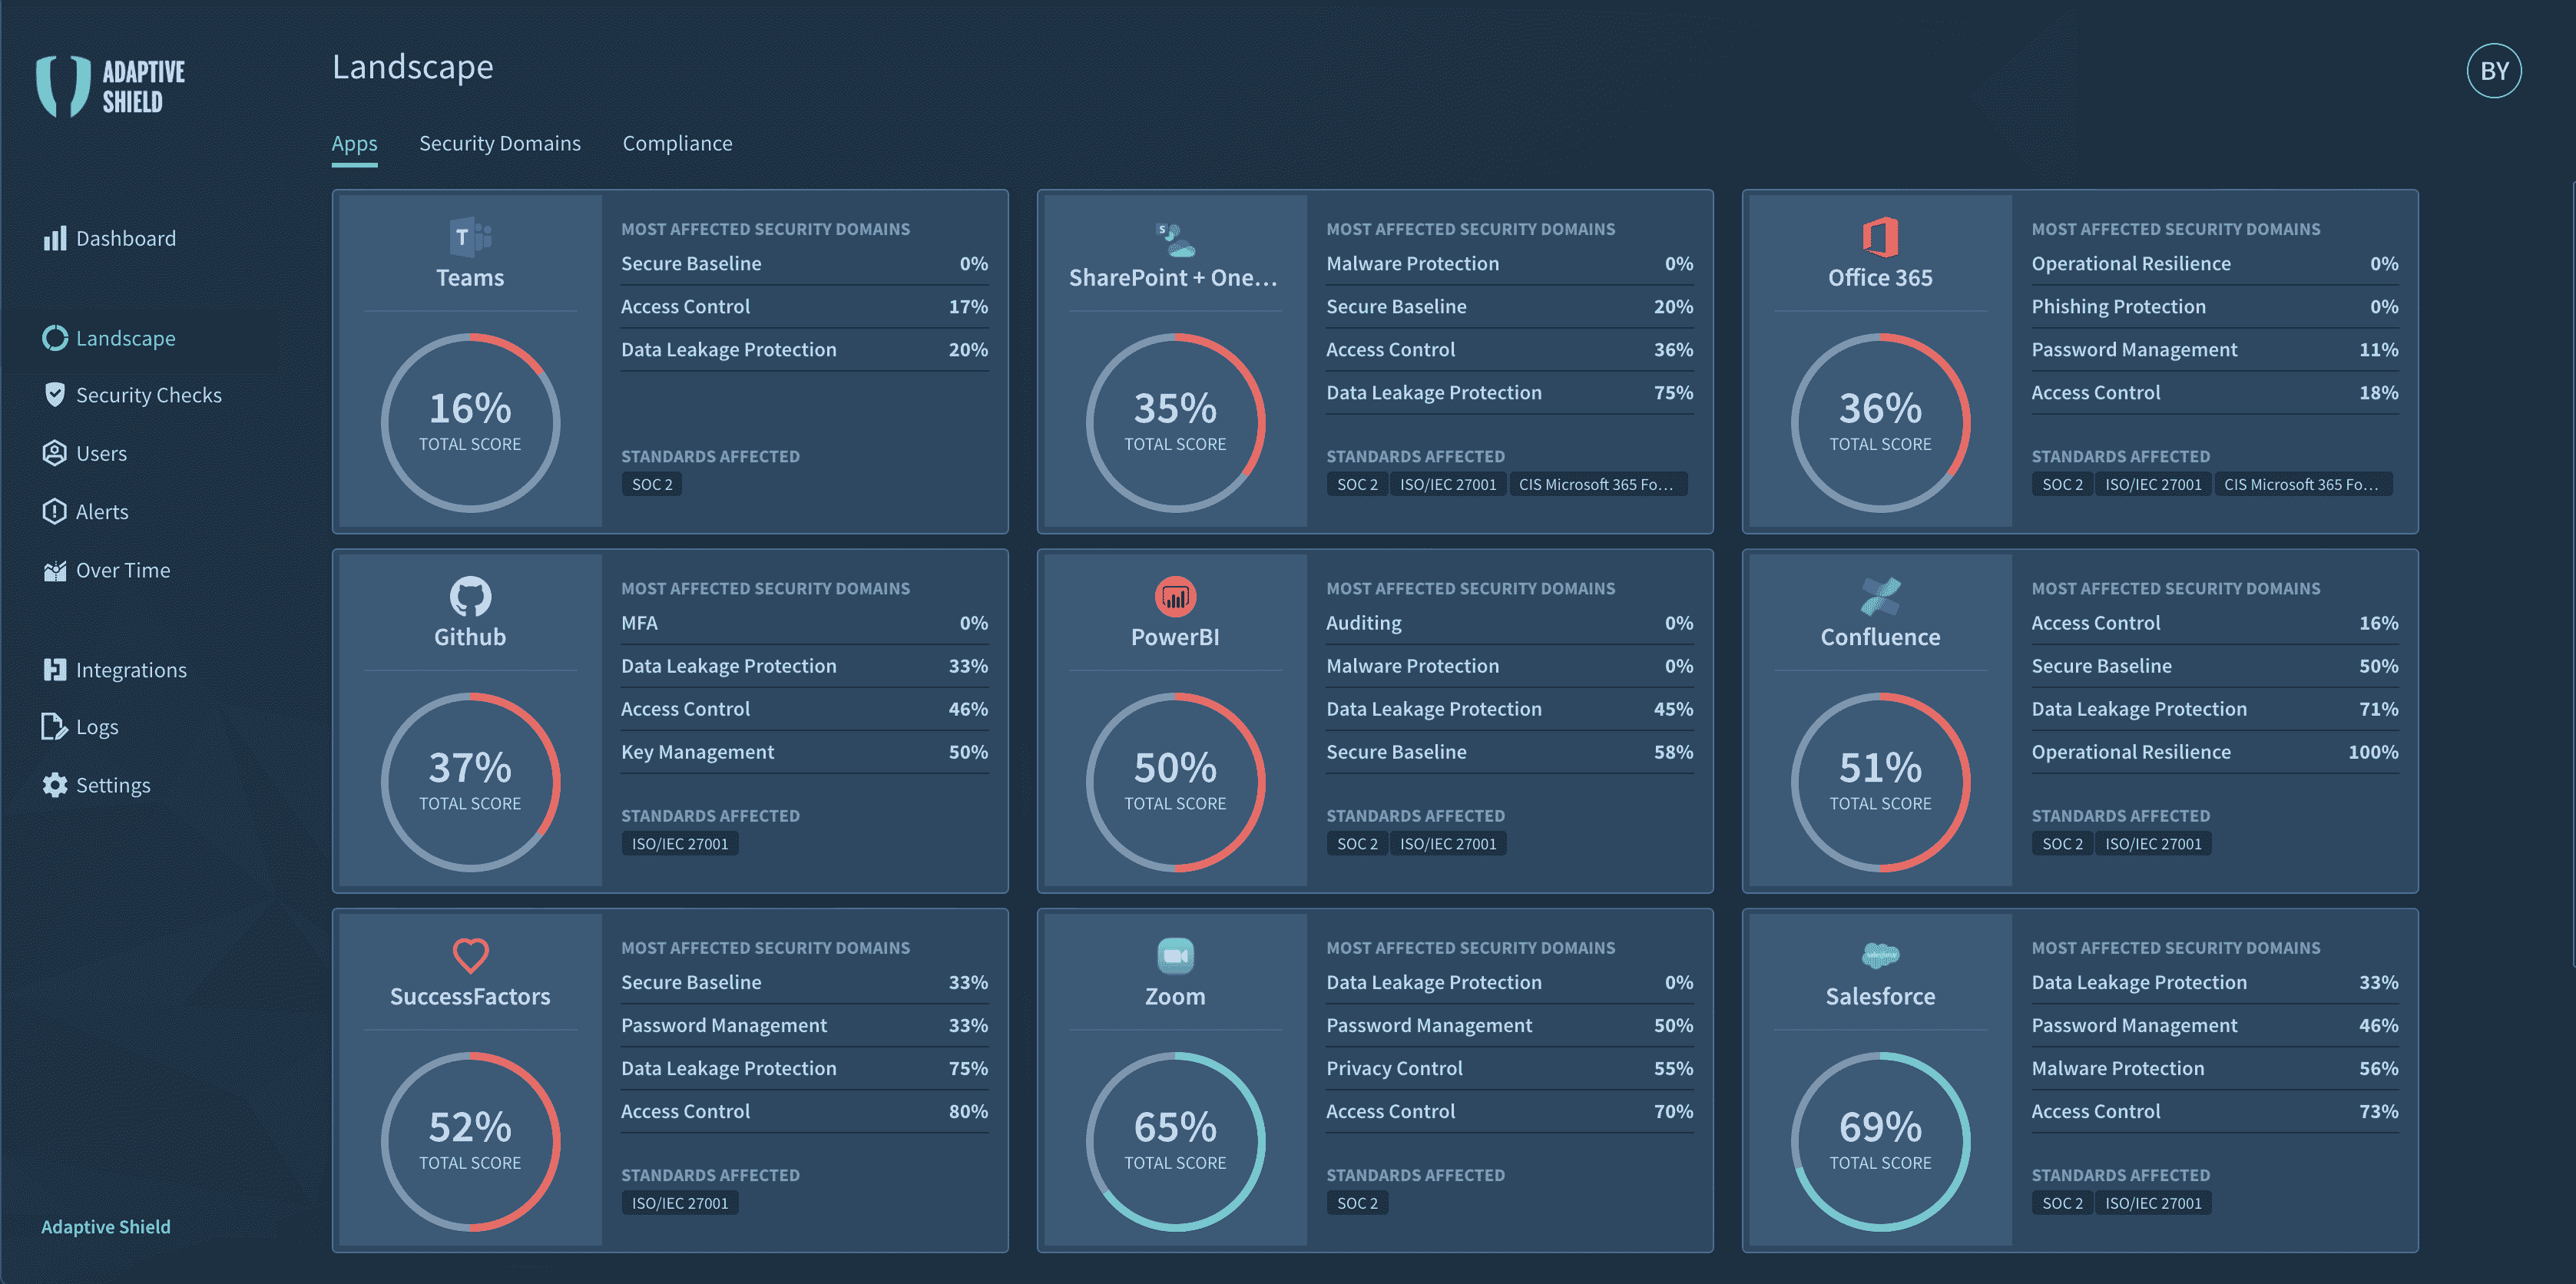 ADAPTIVE
SHIELD
Landscape
BY
Apps
Security Domains
Compliance
Dashboard
Landscape
Security Checks
Users
Alerts
Over Time
Integrations
Logs
Settings
Adaptive Shield
T
Teams
16%
TOTAL SCORE
MOST AFFECTED SECURITY DOMAINS
Secure Baseline 0%
Access Control 17%
Data Leakage Protection 20%
STANDARDS AFFECTED
SOC 2
S
SharePoint + One...
35%
TOTAL SCORE
MOST AFFECTED SECURITY DOMAINS
Malware Protection 0%
Secure Baseline 20%
Access Control 36%
Data Leakage Protection 75%
STANDARDS AFFECTED
SOC 2 ISO/IEC 27001 CIS Microsoft 365 Fo...
Office 365
36%
TOTAL SCORE
MOST AFFECTED SECURITY DOMAINS
Operational Resilience 0%
Phishing Protection 0%
Password Management 11%
Access Control 18%
STANDARDS AFFECTED
SOC 2 ISO/IEC 27001 CIS Microsoft 365 Fo...
Github
37%
TOTAL SCORE
MOST AFFECTED SECURITY DOMAINS
MFA 0%
Data Leakage Protection 33%
Access Control 46%
Key Management 50%
STANDARDS AFFECTED
ISO/IEC 27001
PowerBI
50%
TOTAL SCORE
MOST AFFECTED SECURITY DOMAINS
Auditing 0%
Malware Protection 0%
Data Leakage Protection 45%
Secure Baseline 58%
STANDARDS AFFECTED
SOC 2 ISO/IEC 27001
Confluence
51%
TOTAL SCORE
MOST AFFECTED SECURITY DOMAINS
Access Control 16%
Secure Baseline 50%
Data Leakage Protection 71%
Operational Resilience 100%
STANDARDS AFFECTED
SOC 2 ISO/IEC 27001
SuccessFactors
52%
TOTAL SCORE
MOST AFFECTED SECURITY DOMAINS
Secure Baseline 33%
Password Management 33%
Data Leakage Protection 75%
Access Control 80%
STANDARDS AFFECTED
ISO/IEC 27001
Zoom
65%
TOTAL SCORE
MOST AFFECTED SECURITY DOMAINS
Data Leakage Protection 0%
Password Management 50%
Privacy Control 55%
Access Control 70%
STANDARDS AFFECTED
SOC 2
salesforce
Salesforce
69%
TOTAL SCORE
MOST AFFECTED SECURITY DOMAINS
Data Leakage Protection 33%
Password Management 46%
Malware Protection 56%
Access Control 73%
STANDARDS AFFECTED
SOC 2 ISO/IEC 27001